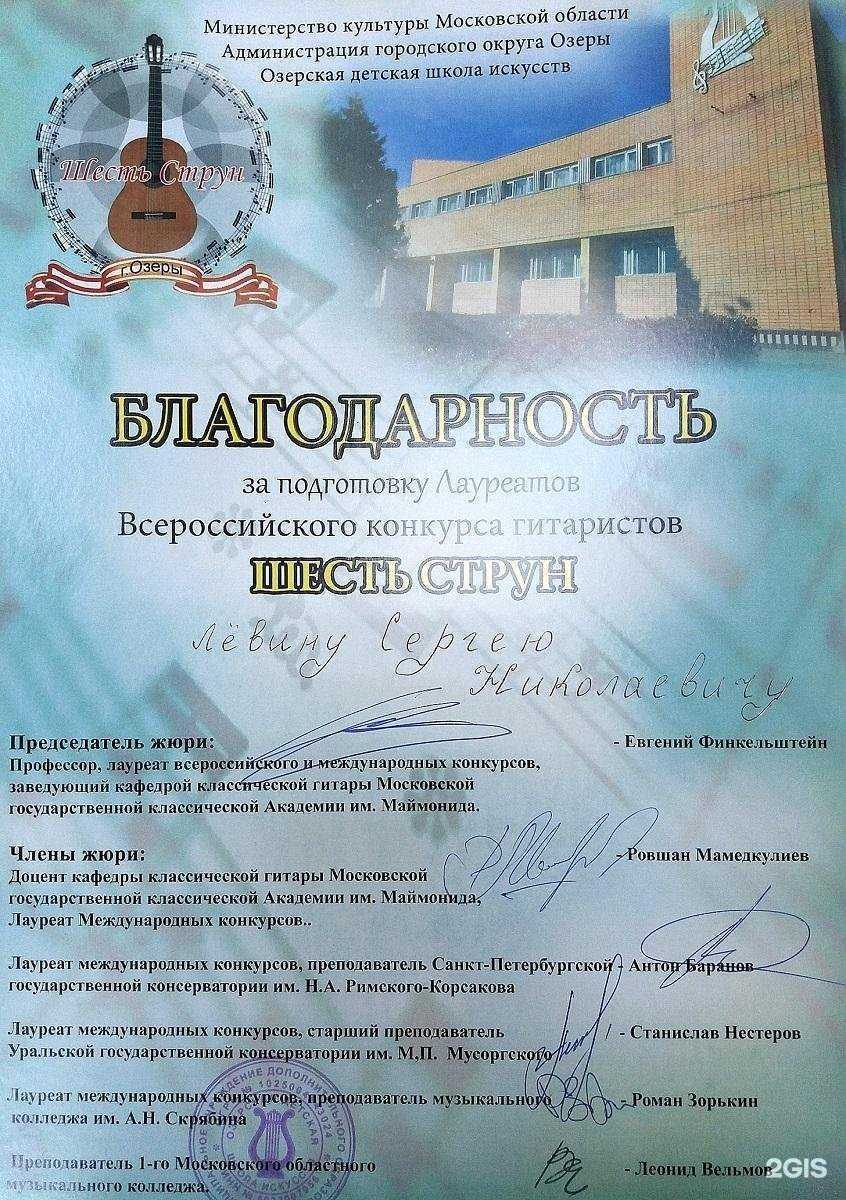 Министерство культуры Московской области
Администрация городского округа Озеры
Озерская детская школа искусств
Шесть Струн
г.Озеры
БЛАГОДАРНОСТЬ
за подготовку Лауреатов
Всероссийского конкурса гитаристов
ШЕСТЬ СТРУН
Лёвину Сергею
Николаевичу
Председатель жюри: - Евгений Финкельштейн
Профессор, лауреат всероссийского и международных конкурсов,
заведующий кафедрой классической гитары Московской
государственной классической Академии им. Маймонида.
Члены жюри: - Ровшан Мамедкулиев
Доцент кафедры классической гитары Московской
государственной классической Академии им. Маймонида,
Лауреат Международных конкурсов..
Лауреат международных конкурсов, преподаватель Санкт-Петербургской - Антон Баранов
государственной консерватории им. Н.А. Римского-Корсакова
Лауреат международных конкурсов, старший преподаватель - Станислав Нестеров
Уральской государственной консерватории им. М,П. Мусоргского
Лауреат международных конкурсов, преподаватель музыкального - Роман Зорькин
колледжа им. А.Н. Скрябина
Преподаватель 1-го Московского областного - Леонид Вельмов
музыкального колледжа.
2GIS